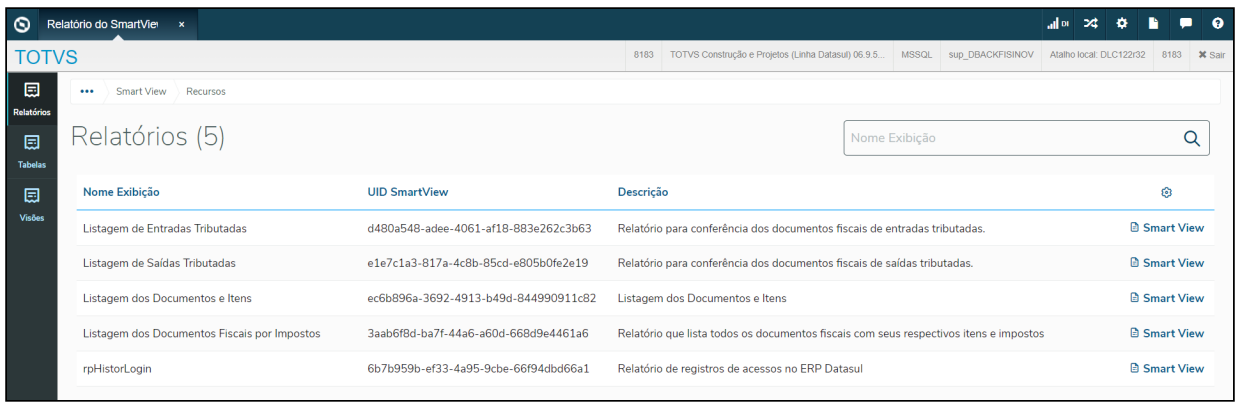 Relatório do SmartVie ×
DI
TOTVS
8183 TOTVS Construção e Projetos (Linha Datasul) 06.9.5... MSSQL sup_DBACKFISINOV Atalho local: DLC122r32 8183 Sair
Relatórios
Tabelas
Visões
••• Smart View Recursos
Relatórios (5)
Nome Exibição
Nome Exibição UID SmartView Descrição
Listagem de Entradas Tributadas d480a548-adee-4061-af18-883e262c3b63 Relatório para conferência dos documentos fiscais de entradas tributadas. Smart View
Listagem de Saídas Tributadas e1e7c1a3-817a-4c8b-85cd-e805b0fe2e19 Relatório para conferência dos documentos fiscais de saídas tributadas. Smart View
Listagem dos Documentos e Itens ec6b896a-3692-4913-b49d-844990911c82 Listagem dos Documentos e Itens Smart View
Listagem dos Documentos Fiscais por Impostos 3aab6f8d-ba7f-44a6-a60d-668d9e4461a6 Relatório que lista todos os documentos fiscais com seus respectivos itens e impostos Smart View
rpHistorLogin 6b7b959b-ef33-4a95-9cbe-66f94dbd66a1 Relatório de registros de acessos no ERP Datasul Smart View